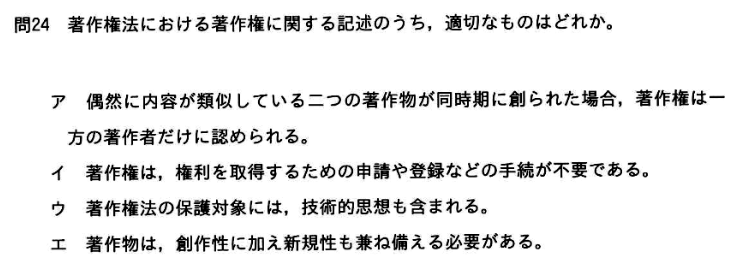 問24 著作権法における著作権に関する記述のうち，適切なものはどれか。
ア 偶然に内容が類似している二つの著作物が同時期に創られた場合，著作権は一
方の著作者だけに認められる。
イ 著作権は，権利を取得するための申請や登録などの手続が不要である。
ウ 著作権法の保護対象には，技術的思想も含まれる。
エ 著作物は，創作性に加え新規性も兼ね備える必要がある。